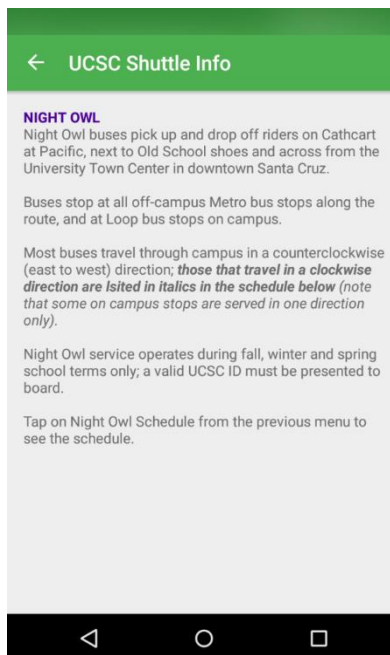 UCSC Shuttle Info
NIGHT OWL
Night Owl buses pick up and drop off riders on Cathcart
at Pacific, next to Old School shoes and across from the
University Town Center in downtown Santa Cruz.
Buses stop at all off-campus Metro bus stops along the
route, and at Loop bus stops on campus.
Most buses travel through campus in a counterclockwise
(east to west) direction; those that travel in a clockwise
direction are lsited in italics in the schedule below (note
that some on campus stops are served in one direction
only).
Night Owl service operates during fall, winter and spring
school terms only; a valid UCSC ID must be presented to
board.
Tap on Night Owl Schedule from the previous menu to
see the schedule.